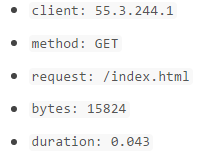 client: 55.3.244.1
method: GET
request: /index.html
bytes: 15824
duration: 0.043